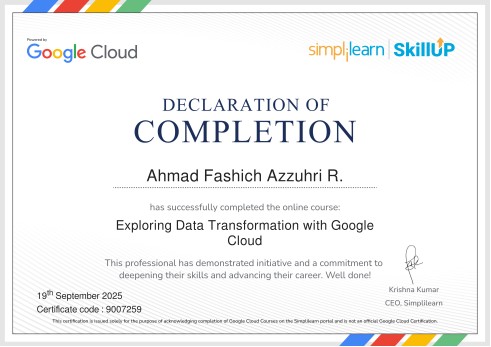 Powered by
Google Cloud
simplilearn | SkillUP
DECLARATION OF
COMPLETION
Ahmad Fashich Azzuhri R.
has successfully completed the online course:
Exploring Data Transformation with Google
Cloud
This professional has demonstrated initiative and a commitment to
deepening their skills and advancing their career. Well done!
19th September 2025
Certificate code : 9007259
Krishna Kumar
CEO, Simplilearn
This certification is issued solely for the purpose of acknowledging completion of Google Cloud Courses on the Simplilearn portal and is not an official Google Cloud Certification.